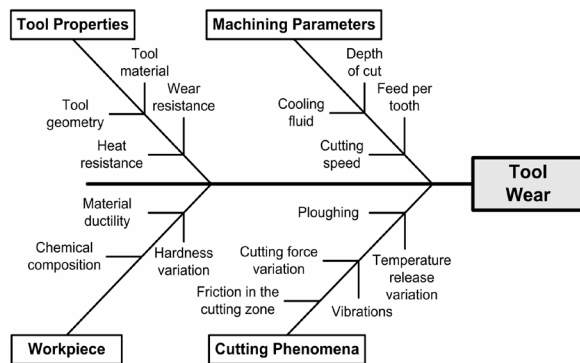 Tool Properties
Machining Parameters
Tool
material
Wear
resistance
Tool
geometry
Heat
resistance
Depth
of cut
Feed per
tooth
Cooling
fluid
Cutting
speed
Tool
Wear
Material
ductility
Hardness
variation
Chemical
composition
Ploughing
Cutting force
variation
Temperature
release
variation
Friction in the
cutting zone
Vibrations
Workpiece
Cutting Phenomena